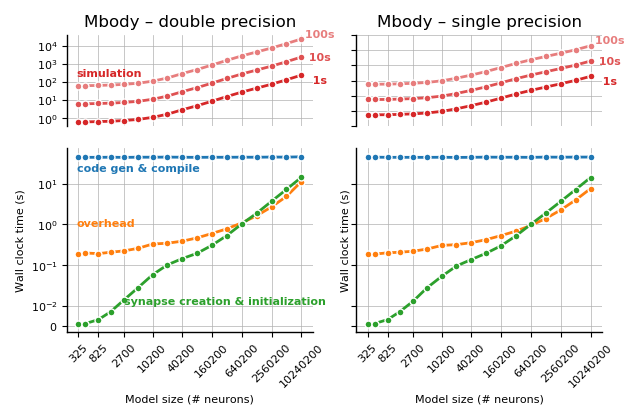 Mbody – double precision
Mbody – single precision
100s
10s
1s
simulation
10⁴
10³
10²
10¹
10⁰
100s
10s
1s
code gen & compile
overhead
synapse creation & initialization
Wall clock time (s)
10¹
10⁰
10⁻¹
10⁻²
0
Wall clock time (s)
325
825
2700
10200
40200
160200
640200
2560200
10240200
325
825
2700
10200
40200
160200
640200
2560200
10240200
Model size (# neurons)
Model size (# neurons)